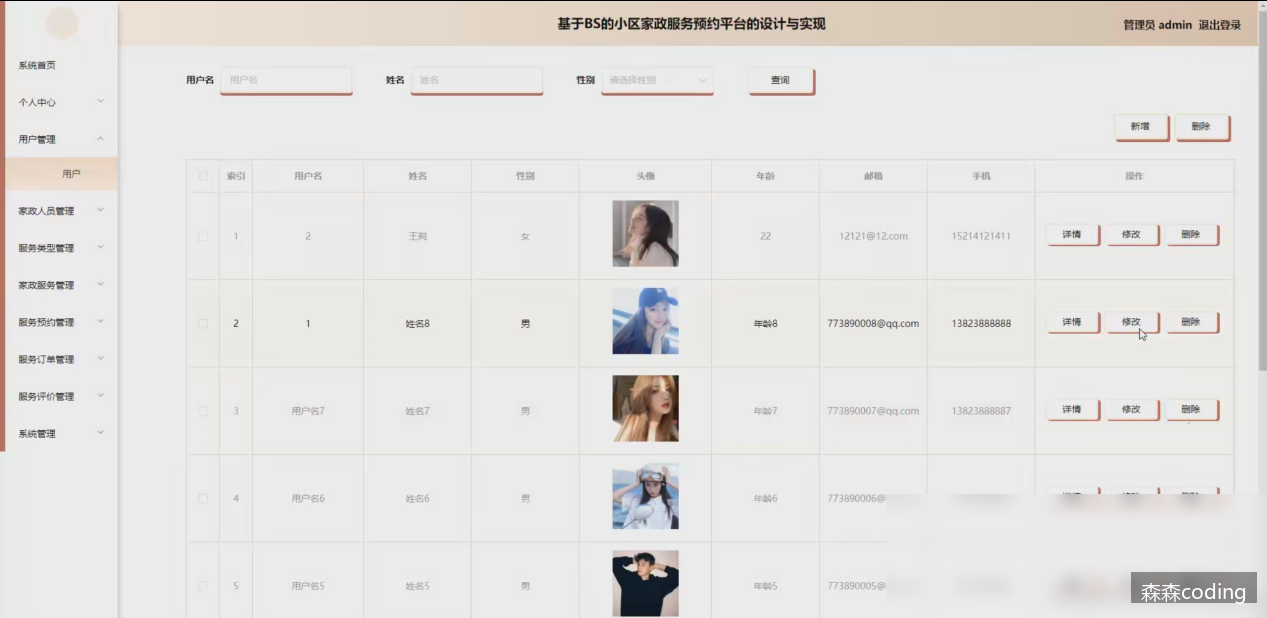 基于BS的小区家政服务预约平台的设计与实现
管理员 admin 退出登录
系统首页
个人中心
用户管理
用户
家政人员管理
服务类型管理
家政服务管理
服务预约管理
服务订单管理
服务评价管理
系统管理
用户名 用户名 姓名 姓名 性别 请选择性别 查询
新增 删除
索引 用户名 姓名 性别 头像 年龄 邮箱 手机 操作
1 2 王莉 女 22 12121@12.com 15214121411 详情 修改 删除
2 1 姓名8 男 年龄8 773890008@qq.com 13823888888 详情 修改 删除
3 用户名7 姓名7 男 年龄7 773890007@qq.com 13823888887 详情 修改 删除
4 用户名6 姓名6 男 年龄6 773890006@
5 用户名5 姓名5 男 年龄5 773890005@
森森coding